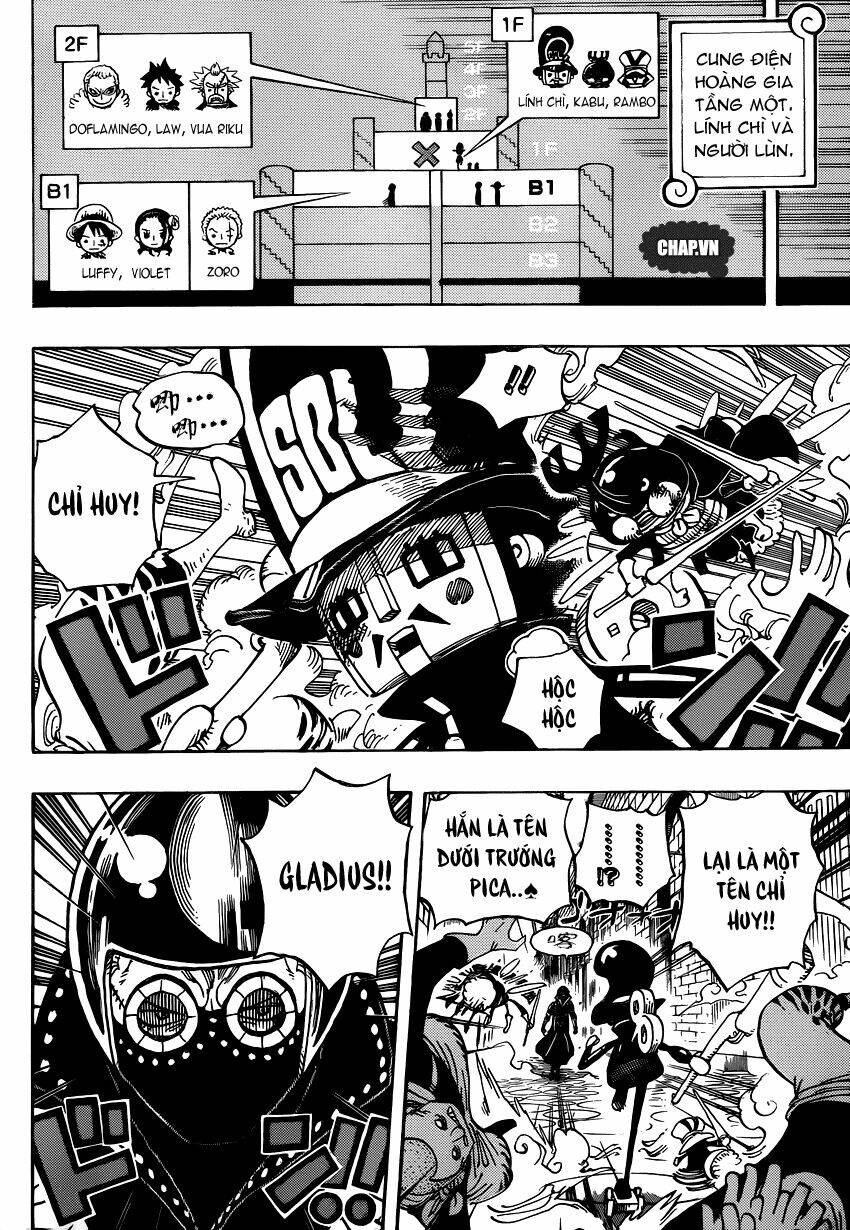 2F
DOFLAMINGO, LAW, VUA RIKU
1F
LÍNH CHÌ, KABU, RAMBO
CUNG ĐIỆN
HOÀNG GIA
TẦNG MỘT.
LÍNH CHÌ VÀ
NGƯỜI LÙN.
5F
4F
3F
2F
1F
B1
B2
B3
B1
LUFFY, VIOLET
ZORO
CHAP.VN
!!
CHỈ HUY!
HỘC
HỘC
ド
LẠI LÀ MỘT
TÊN CHỈ
HUY!!
!?
HẮN LÀ TÊN
DƯỚI TRƯỚNG
PICA..♠
GLADIUS!!
ド